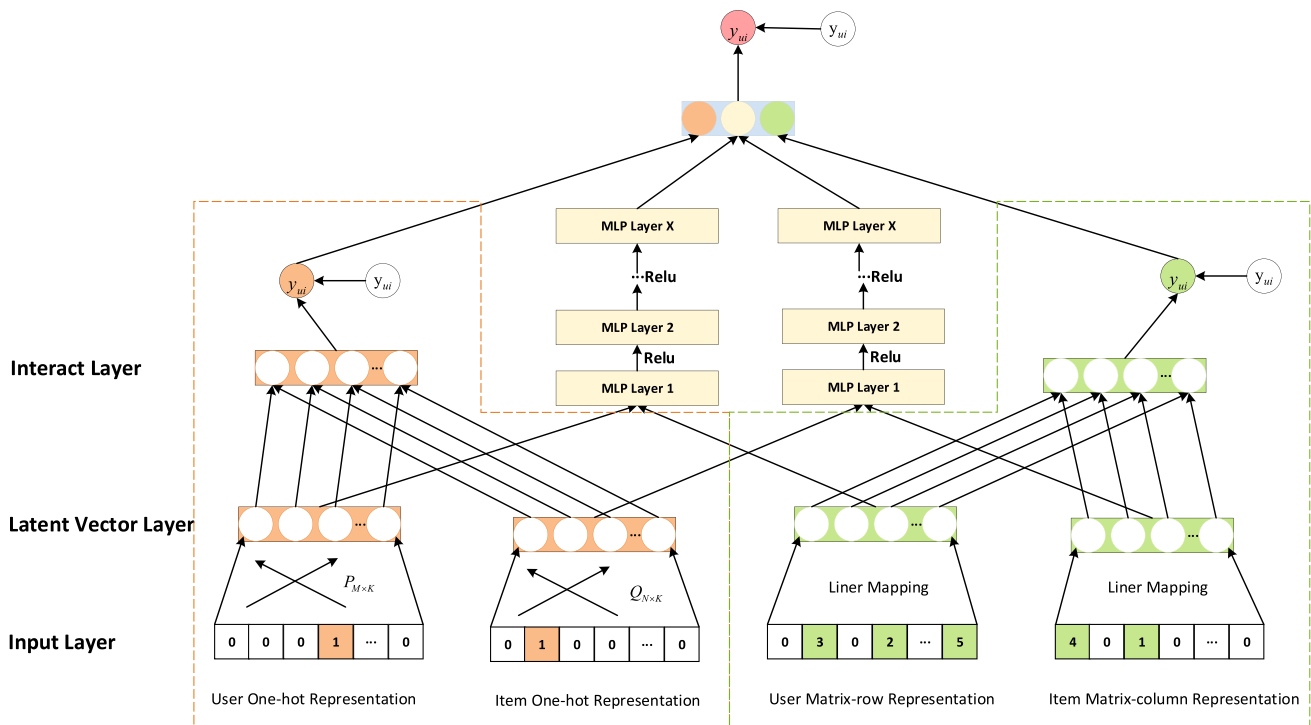 y_ui
y_ui
MLP Layer X
MLP Layer X
···Relu
···Relu
y_ui
y_ui
y_ui
y_ui
MLP Layer 2
MLP Layer 2
Relu
Relu
Interact Layer
···
MLP Layer 1
MLP Layer 1
···
Latent Vector Layer
···
···
···
···
P_M×K
Q_N×K
Liner Mapping
Liner Mapping
Input Layer
0 0 0 1 ··· 0
0 1 0 0 ··· 0
0 3 0 2 ··· 5
4 0 1 0 ··· 0
User One-hot Representation
Item One-hot Representation
User Matrix-row Representation
Item Matrix-column Representation